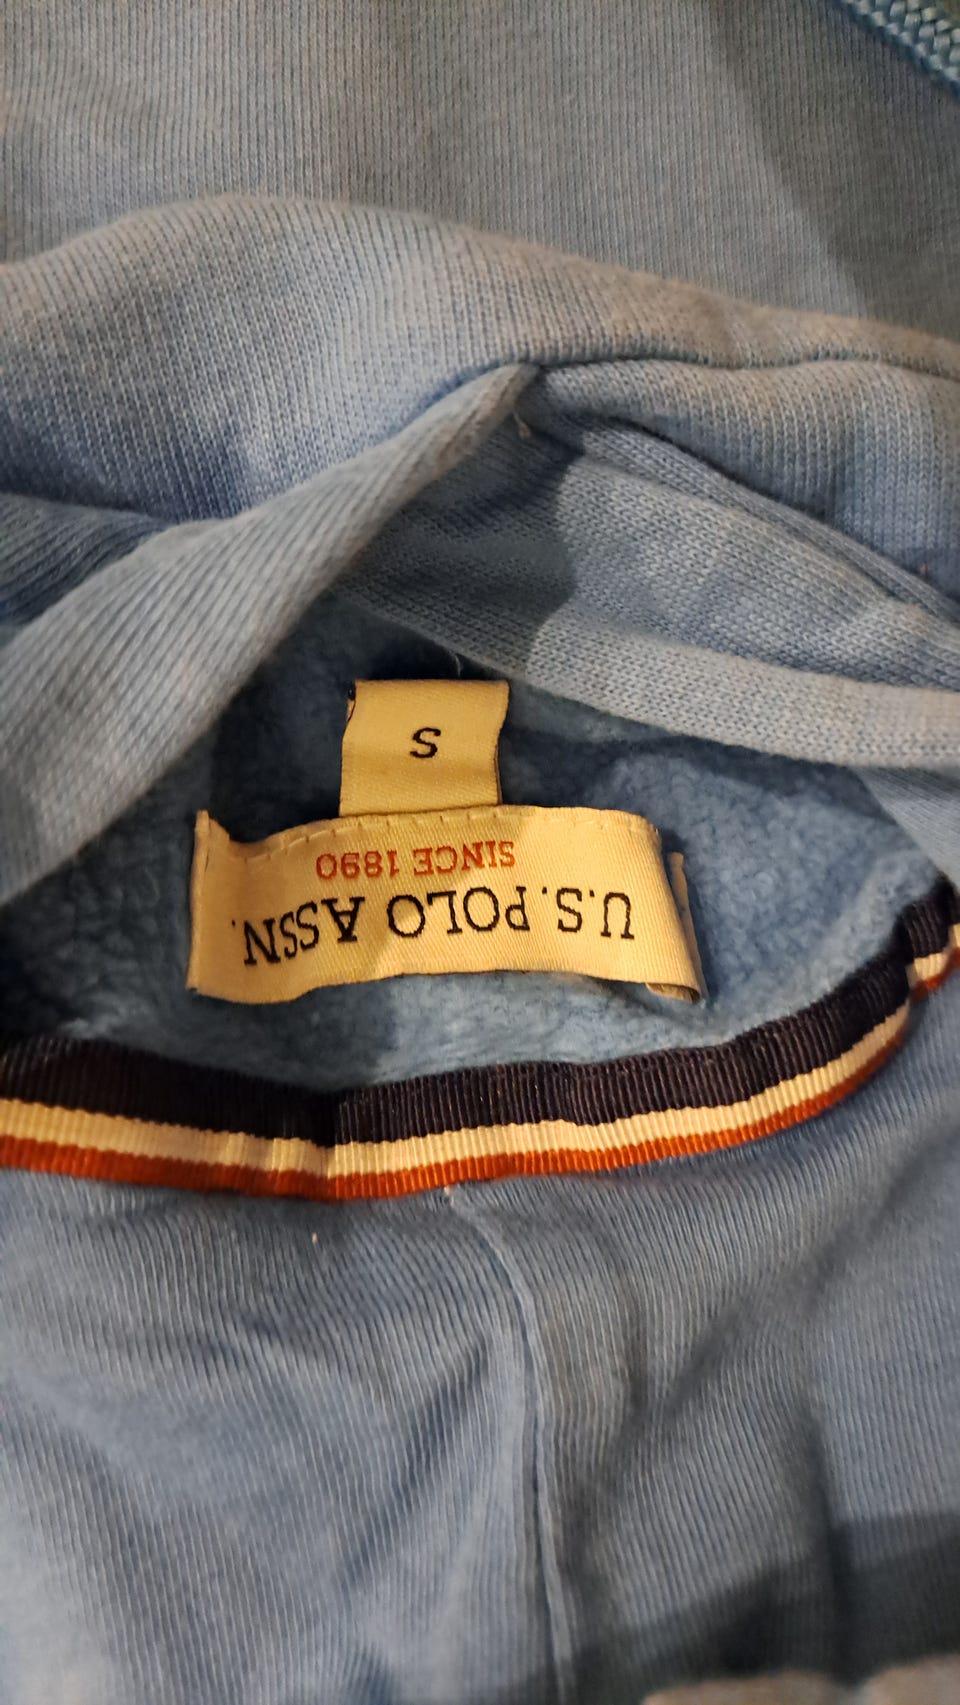 U.S. POLO ASSN.
SINCE 1890
S